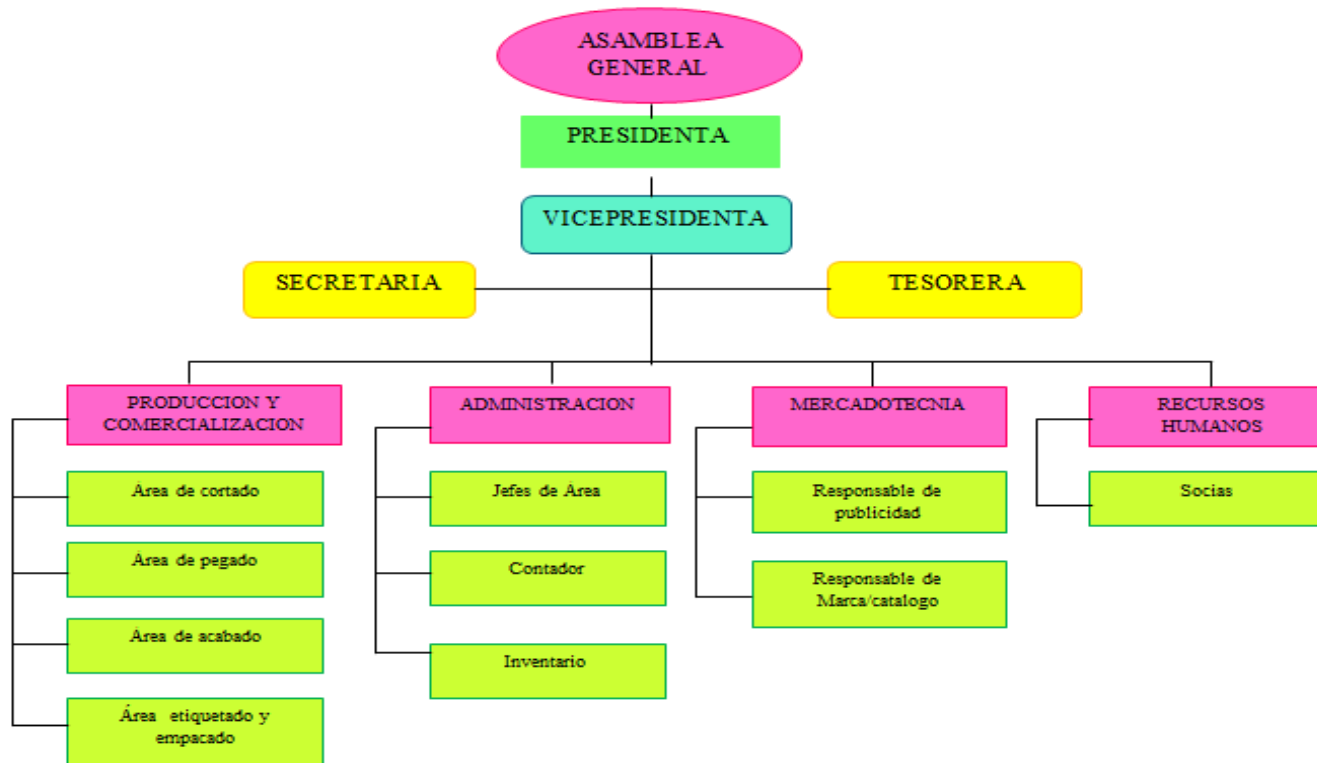 ASAMBLEA
GENERAL
PRESIDENTA
VICEPRESIDENTA
SECRETARIA
TESORERA
PRODUCCION Y
COMERCIALIZACION
Área de cortado
Área de pegado
Área de acabado
Área etiquetado y
empacado
ADMINISTRACION
Jefes de Área
Contador
Inventario
MERCADOTECNIA
Responsable de
publicidad
Responsable de
Marca/catalogo
RECURSOS
HUMANOS
Socias